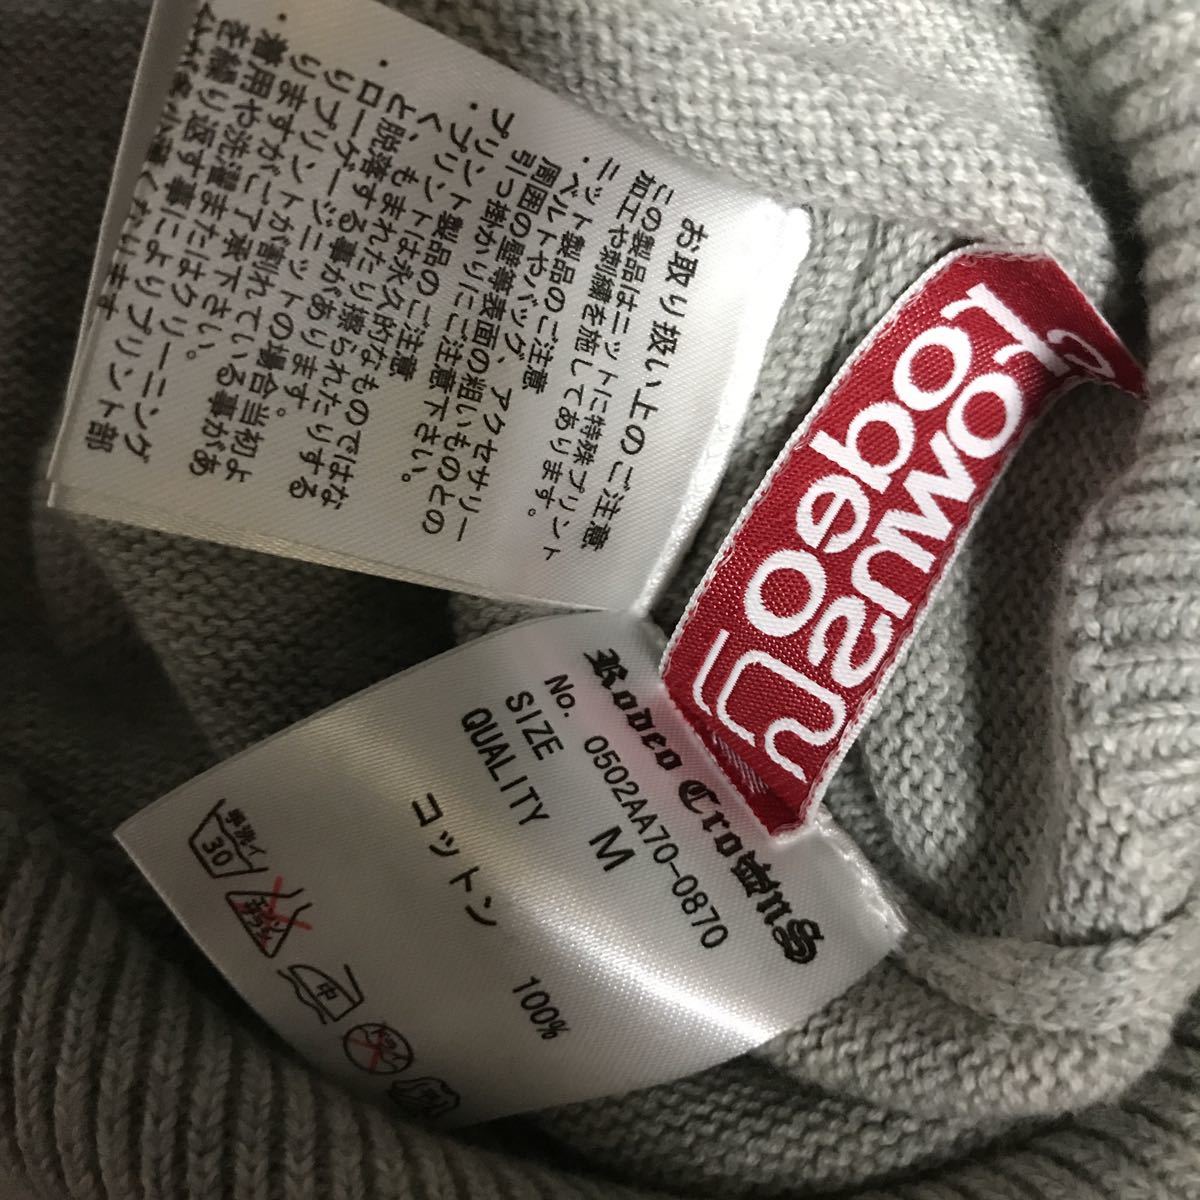 お取り扱い上のご注意
この製品はニットに特殊プリント
加工や刺繍を施してあります。
ニット製品のご注意
・ベルトやバッグ、アクセサリー
周囲の壁等表面の粗いものとの
引っ掛かりにご注意下さい。
プリント製品のご注意
・プリントは永久的なものではな
く、もまれたり擦られたりする
と脱落する事があります
・ローゲージニットの場合当初よ
りプリントが割れている事があ
りますがご了承下さい。
着用や洗濯またはクリーニング
を繰り返す事によりプリント部
rodeo
crowns
Rodeo Crowns
No. 0502AA70-0870
SIZE M
QUALITY
コットン 100%
手洗イ
30
エンソサラシ
中